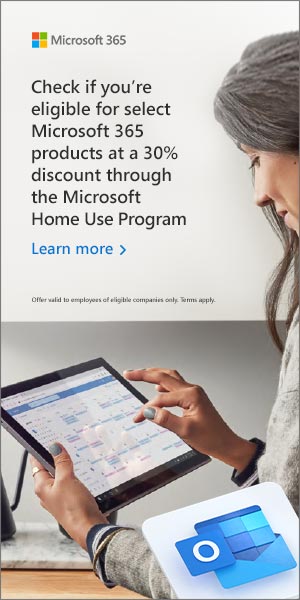 Microsoft 365
Check if you’re
eligible for select
Microsoft 365
products at a 30%
discount through
the Microsoft
Home Use Program
Learn more >
Offer valid to employees of eligible companies only. Terms apply.